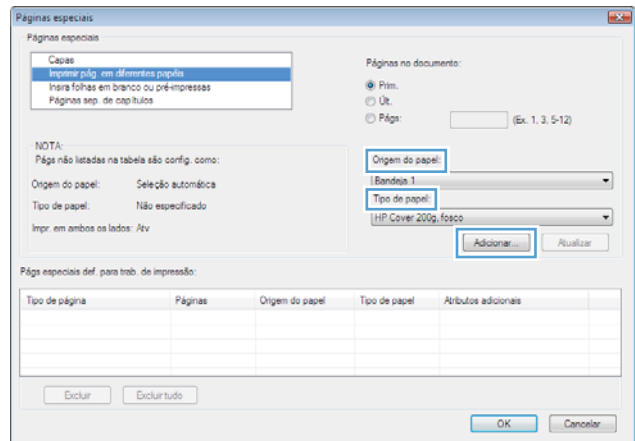 Páginas especiais
Páginas especiais
Capas
Imprimir pág. em diferentes papéis
Insira folhas em branco ou pré-impressas
Páginas sep. de capítulos
Páginas no documento:
Prim.
Últ.
Págs:
(Ex. 1, 3, 5-12)
NOTA:
Págs não listadas na tabela são config. como:
Origem do papel: Seleção automática
Tipo de papel: Não especificado
Impr. em ambos os lados: Atv
Origem do papel:
Bandeja 1
Tipo de papel:
HP Cover 200g, fosco
Adicionar... Atualizar
Págs especiais def. para trab. de impressão:
Tipo de página Páginas Origem do papel Tipo de papel Atributos adicionais
Excluir Excluir tudo
OK Cancelar